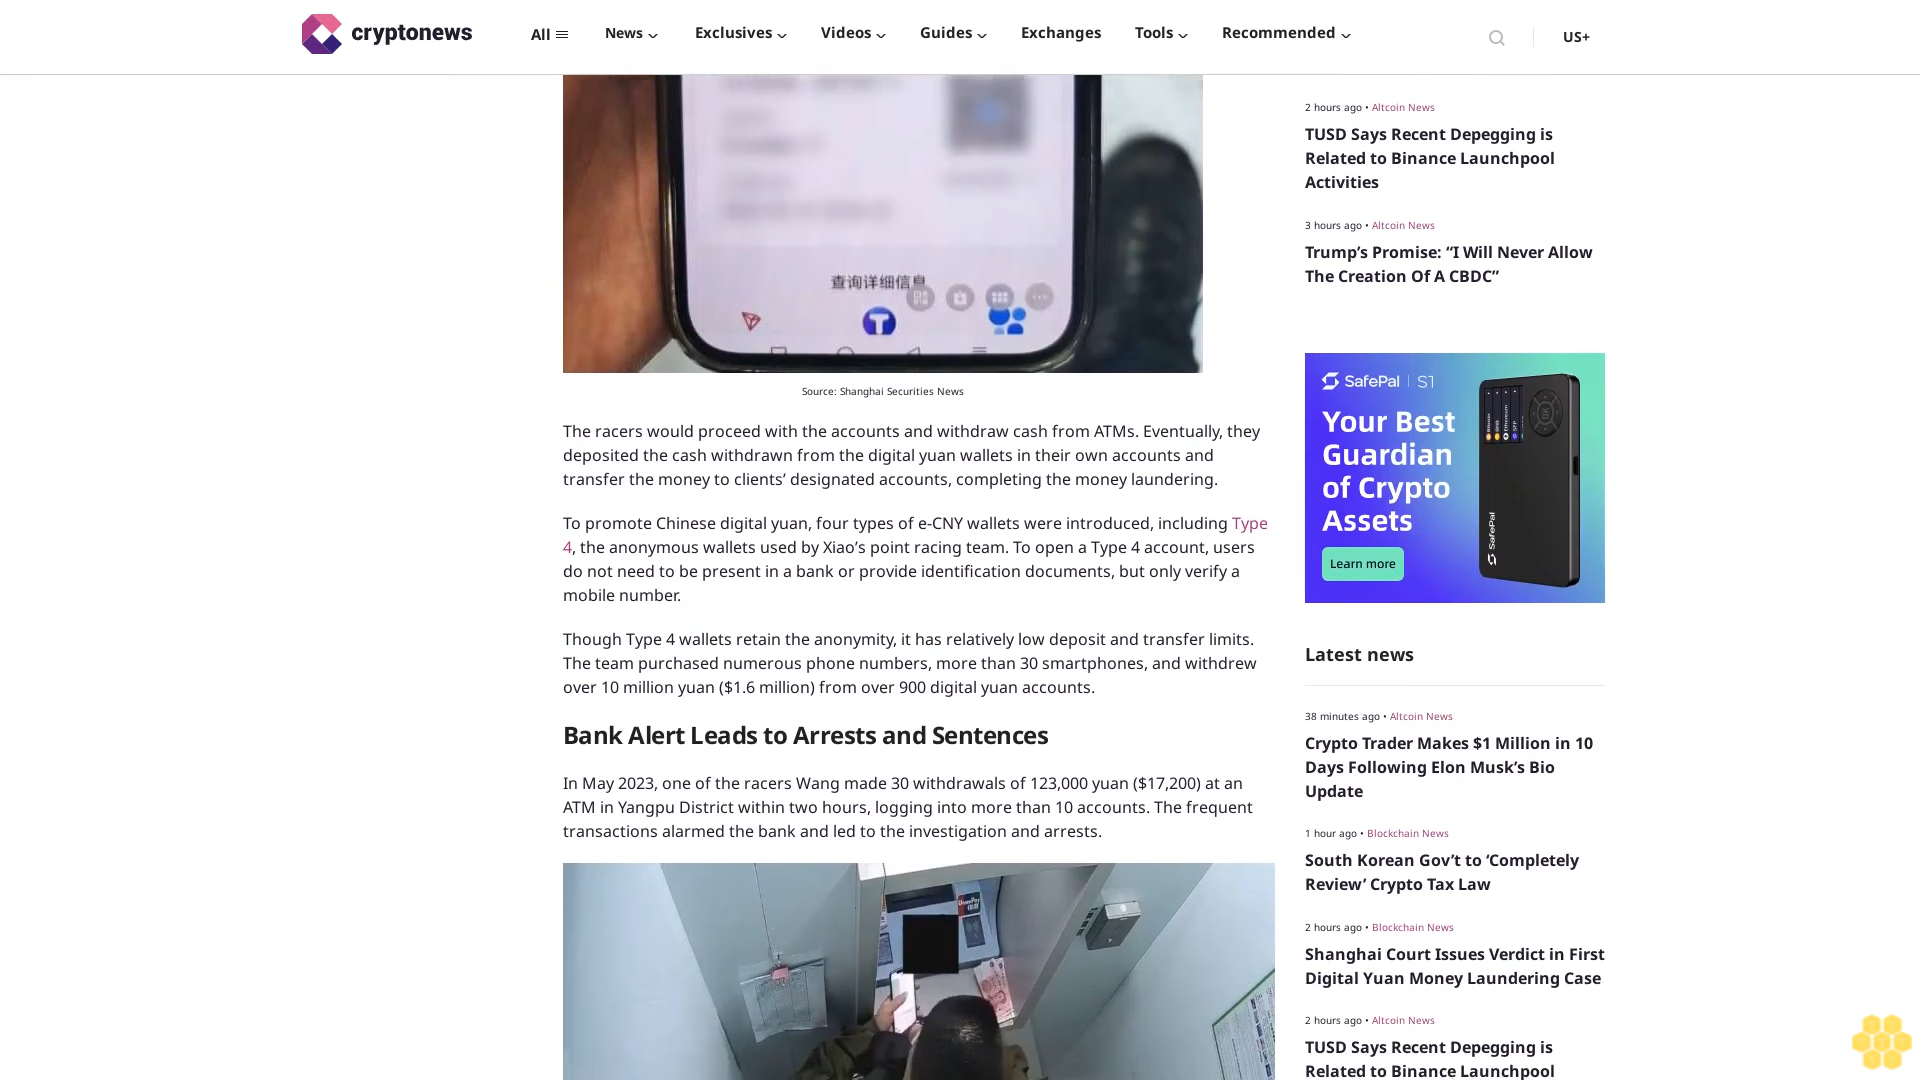 cryptonews
All
News
Exclusives
Videos
Guides
Exchanges
Tools
Recommended
US+
查询详细信息
Source: Shanghai Securities News
The racers would proceed with the accounts and withdraw cash from ATMs. Eventually, they
deposited the cash withdrawn from the digital yuan wallets in their own accounts and
transfer the money to clients’ designated accounts, completing the money laundering.
To promote Chinese digital yuan, four types of e-CNY wallets were introduced, including Type
4, the anonymous wallets used by Xiao’s point racing team. To open a Type 4 account, users
do not need to be present in a bank or provide identification documents, but only verify a
mobile number.
Though Type 4 wallets retain the anonymity, it has relatively low deposit and transfer limits.
The team purchased numerous phone numbers, more than 30 smartphones, and withdrew
over 10 million yuan ($1.6 million) from over 900 digital yuan accounts.
Bank Alert Leads to Arrests and Sentences
In May 2023, one of the racers Wang made 30 withdrawals of 123,000 yuan ($17,200) at an
ATM in Yangpu District within two hours, logging into more than 10 accounts. The frequent
transactions alarmed the bank and led to the investigation and arrests.
2 hours ago • Altcoin News
TUSD Says Recent Depegging is
Related to Binance Launchpool
Activities
3 hours ago • Altcoin News
Trump’s Promise: “I Will Never Allow
The Creation Of A CBDC”
SafePal | S1
Your Best
Guardian
of Crypto
Assets
Learn more
SafePal
Latest news
38 minutes ago • Altcoin News
Crypto Trader Makes $1 Million in 10
Days Following Elon Musk’s Bio
Update
1 hour ago • Blockchain News
South Korean Gov’t to ‘Completely
Review’ Crypto Tax Law
2 hours ago • Blockchain News
Shanghai Court Issues Verdict in First
Digital Yuan Money Laundering Case
2 hours ago • Altcoin News
TUSD Says Recent Depegging is
Related to Binance Launchpool